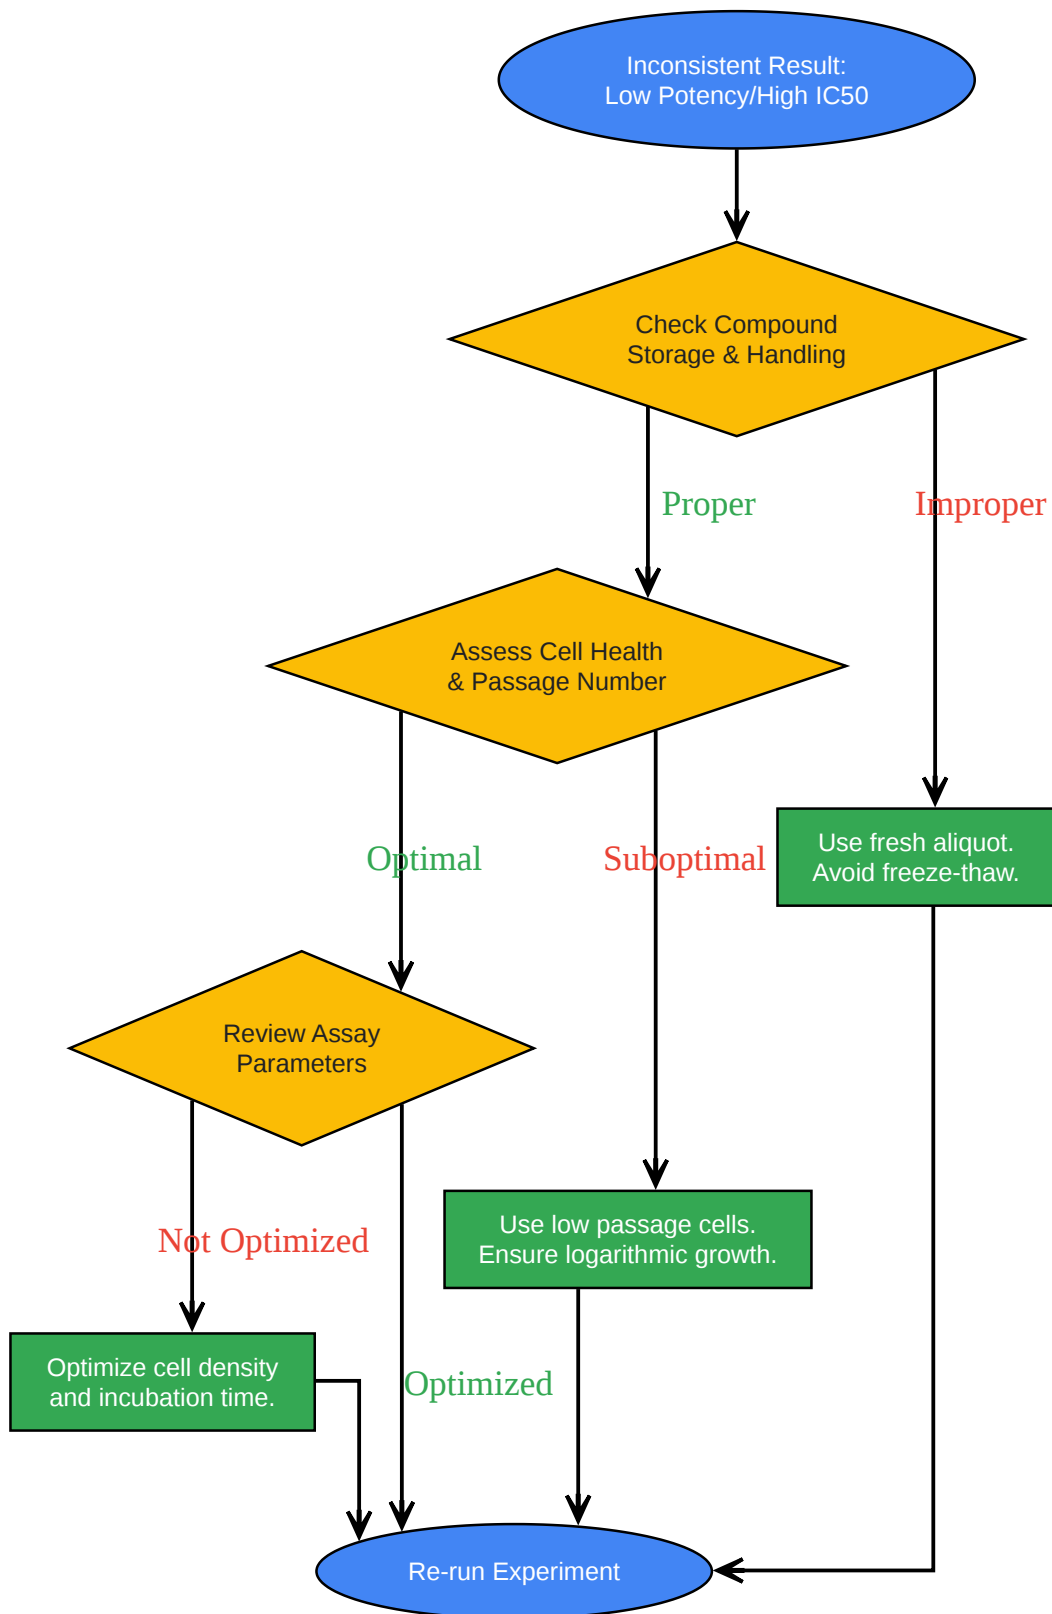 Inconsistent Result:
Low Potency/High IC50
Check Compound
Storage & Handling
Proper
Improper
Assess Cell Health
& Passage Number
Optimal
Suboptimal
Use fresh aliquot.
Avoid freeze-thaw.
Review Assay
Parameters
Not Optimized
Use low passage cells.
Ensure logarithmic growth.
Optimize cell density
and incubation time.
Optimized
Re-run Experiment